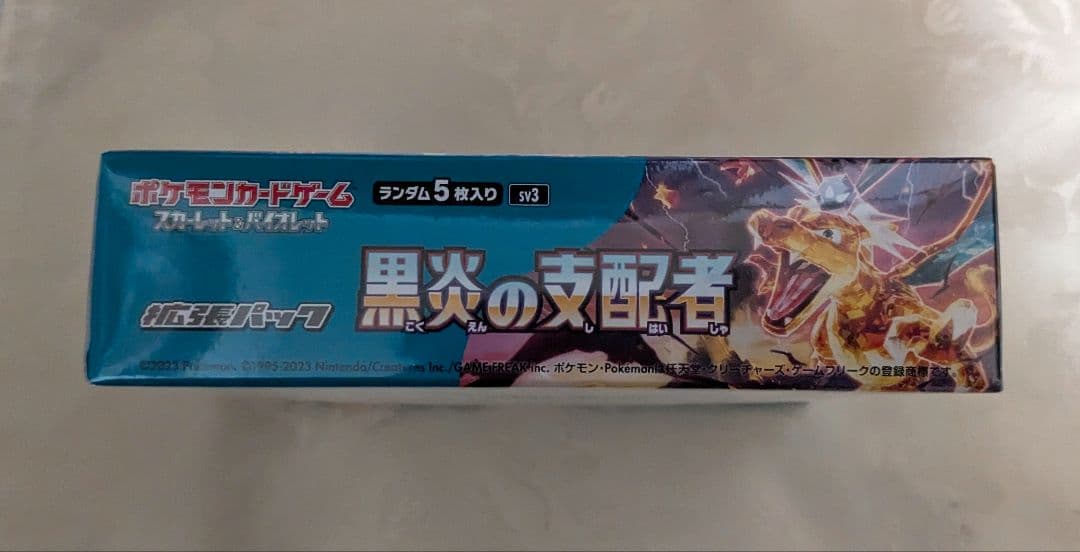 ポケモンカードゲーム
スカーレット&バイオレット
ランダム5枚入り
sv3
拡張パック
黒炎の支配者
こくえん しはいしゃ
©2023 Pokémon. ©1995-2023 Nintendo/Creatures Inc./GAME FREAK inc. ポケモン・Pokémonは任天堂・クリーチャーズ・ゲームフリークの登録商標です。